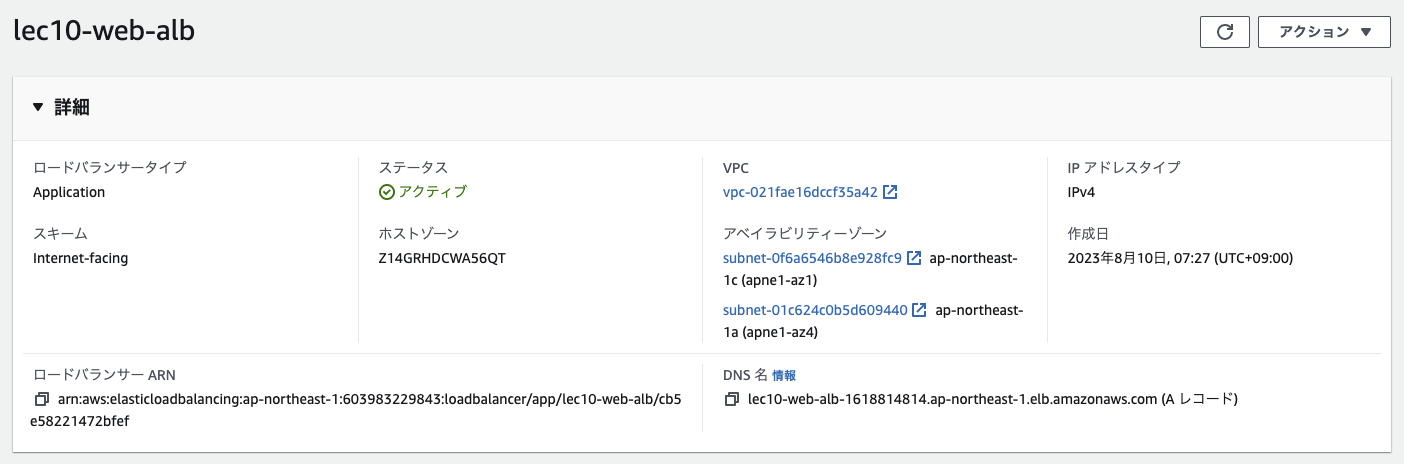 lec10-web-alb
アクション
詳細
ロードバランサータイプ
Application
ステータス
アクティブ
VPC
vpc-021fae16dccf35a42
IP アドレスタイプ
IPv4
スキーム
Internet-facing
ホストゾーン
Z14GRHDCWA56QT
アベイラビリティーゾーン
subnet-0f6a6546b8e928fc9 ap-northeast-
1c (apne1-az1)
subnet-01c624c0b5d609440 ap-northeast-
1a (apne1-az4)
作成日
2023年8月10日, 07:27 (UTC+09:00)
ロードバランサー ARN
arn:aws:elasticloadbalancing:ap-northeast-1:603983229843:loadbalancer/app/lec10-web-alb/cb5
e58221472bfef
DNS 名 情報
lec10-web-alb-1618814814.ap-northeast-1.elb.amazonaws.com (A レコード)